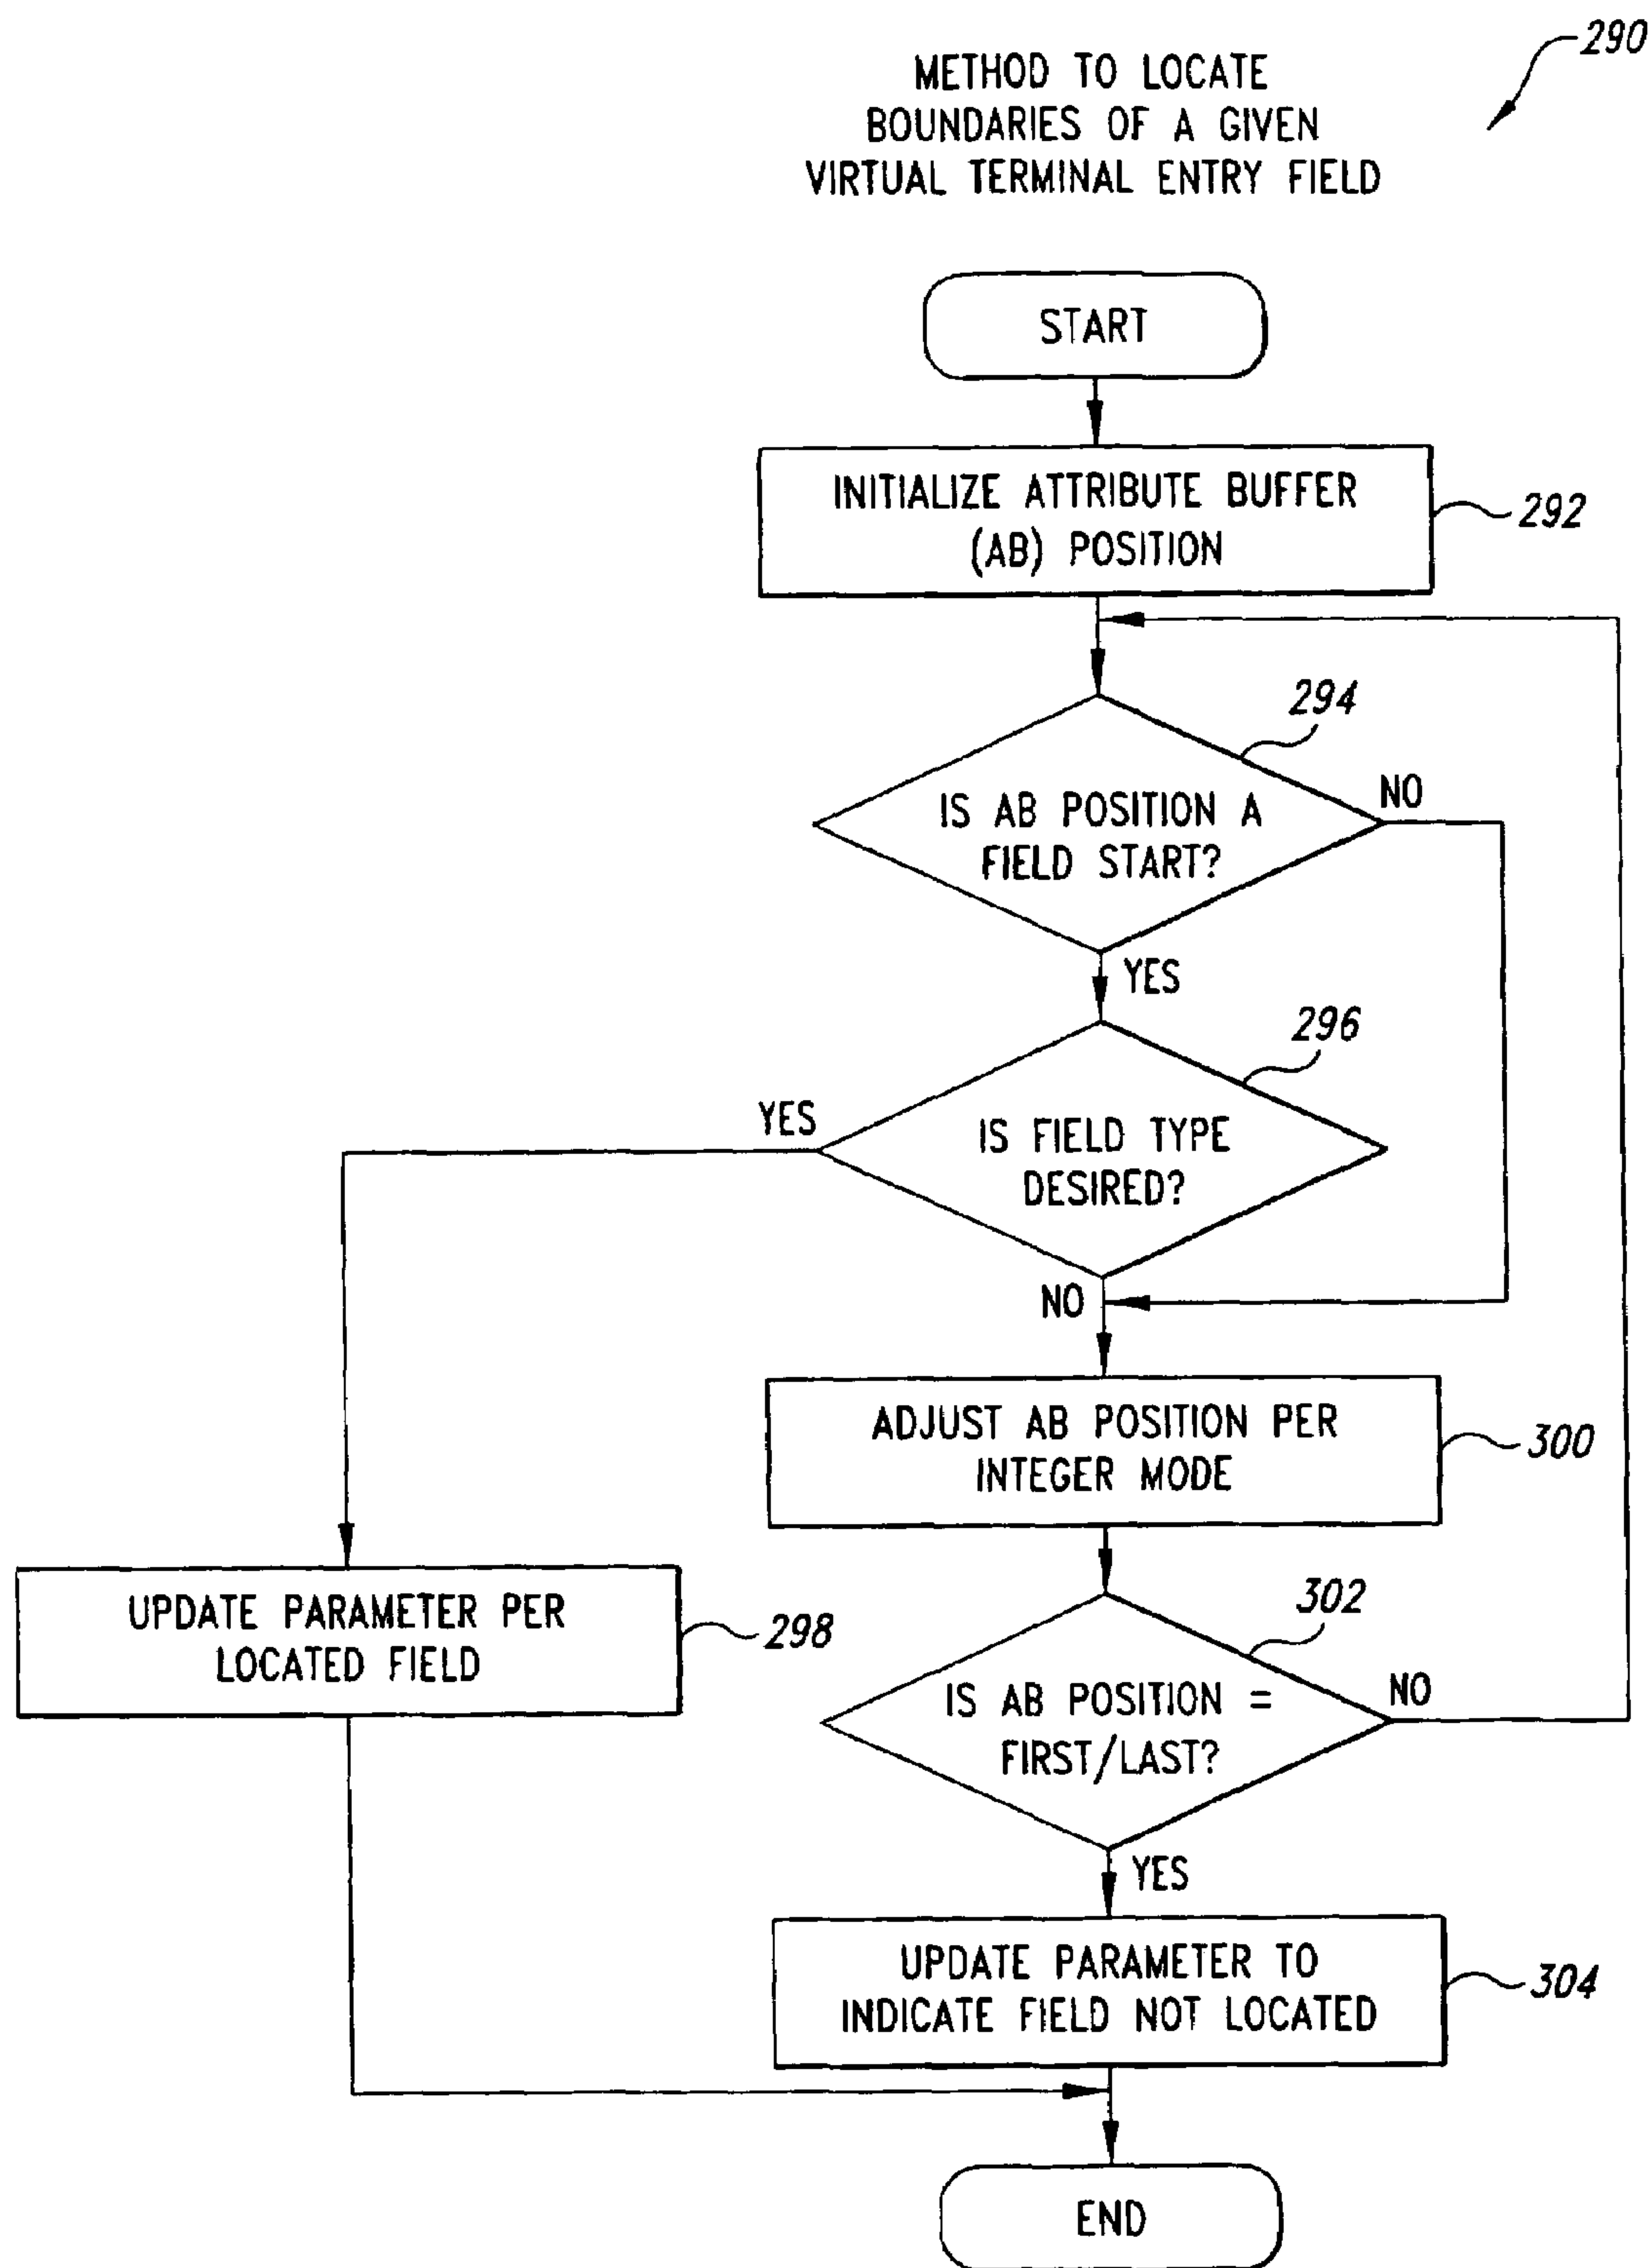 290
METHOD TO LOCATE
BOUNDARIES OF A GIVEN
VIRTUAL TERMINAL ENTRY FIELD
START
INITIALIZE ATTRIBUTE BUFFER
(AB) POSITION
292
294
IS AB POSITION A
FIELD START?
NO
YES
296
IS FIELD TYPE
DESIRED?
YES
NO
ADJUST AB POSITION PER
INTEGER MODE
300
UPDATE PARAMETER PER
LOCATED FIELD
298
302
IS AB POSITION =
FIRST/LAST?
NO
YES
UPDATE PARAMETER TO
INDICATE FIELD NOT LOCATED
304
END